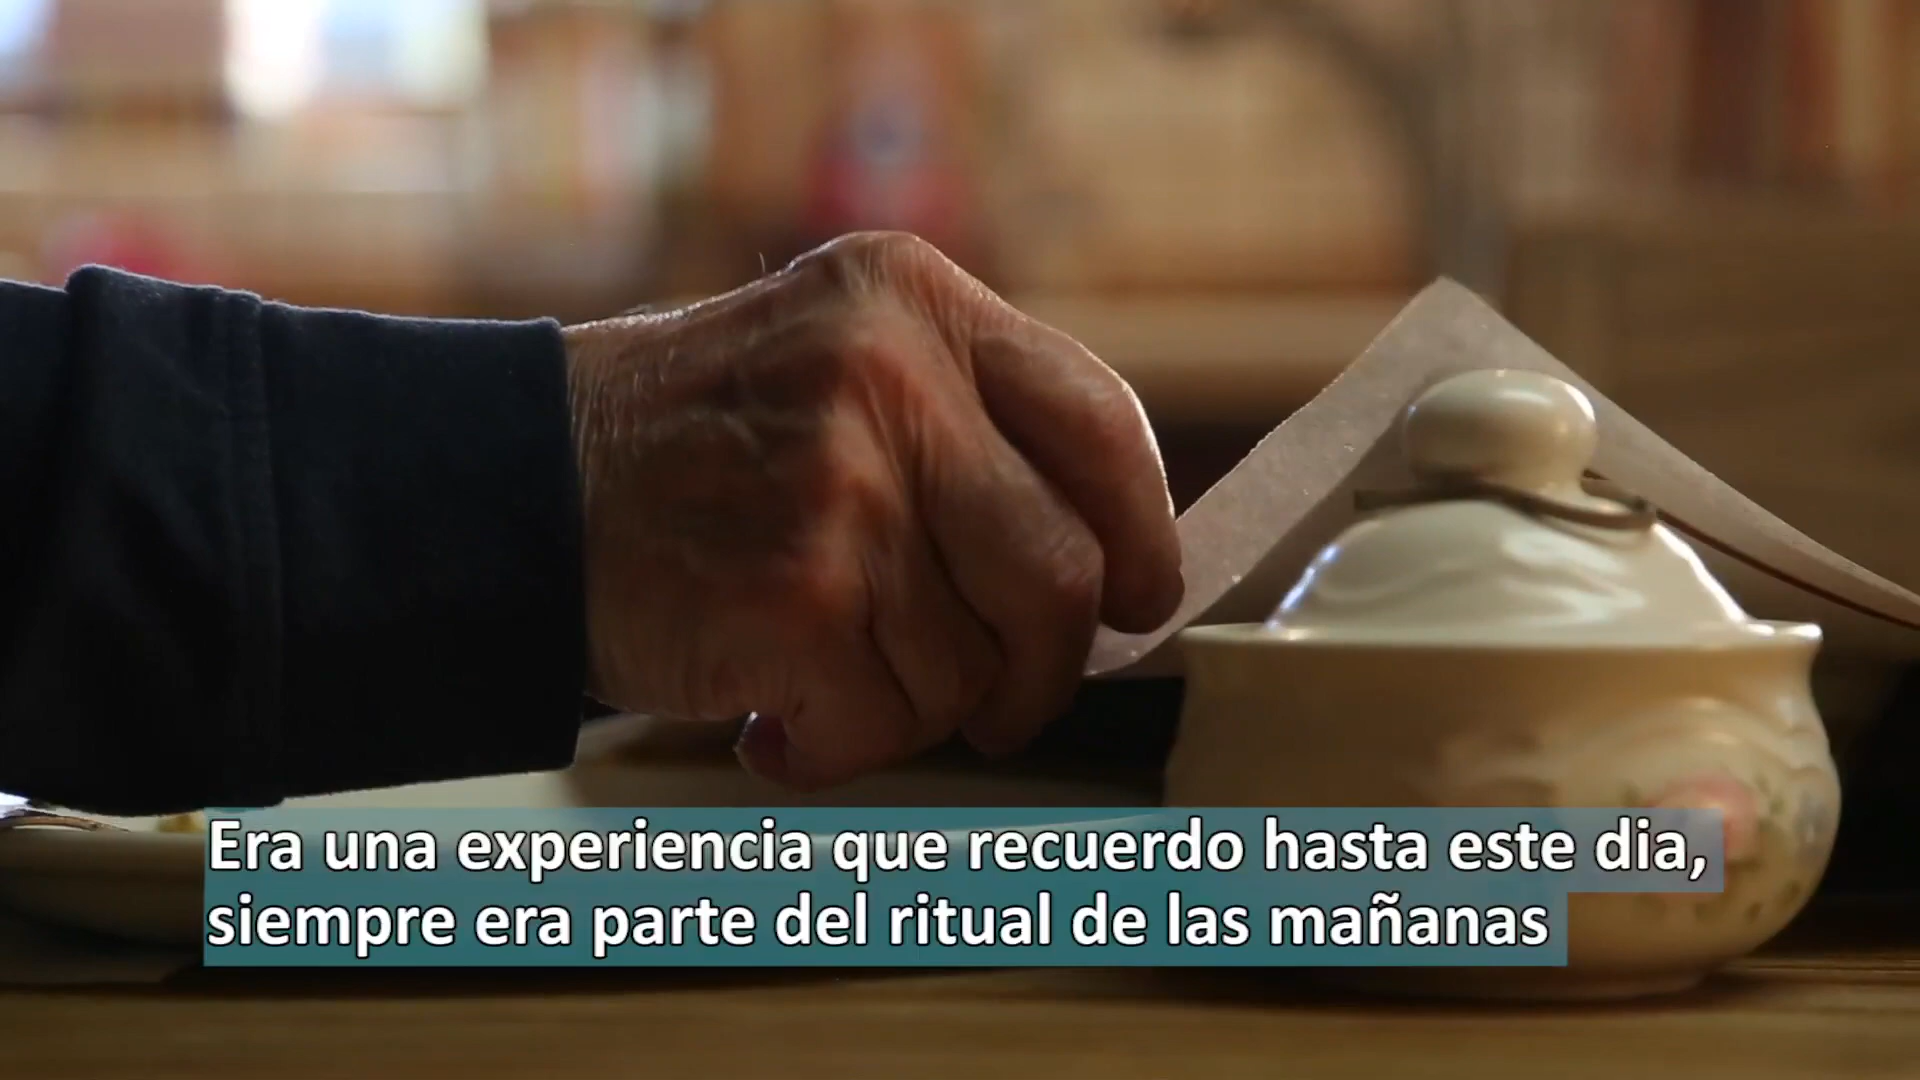 Era una experiencia que recuerdo hasta este dia,
siempre era parte del ritual de las mañanas